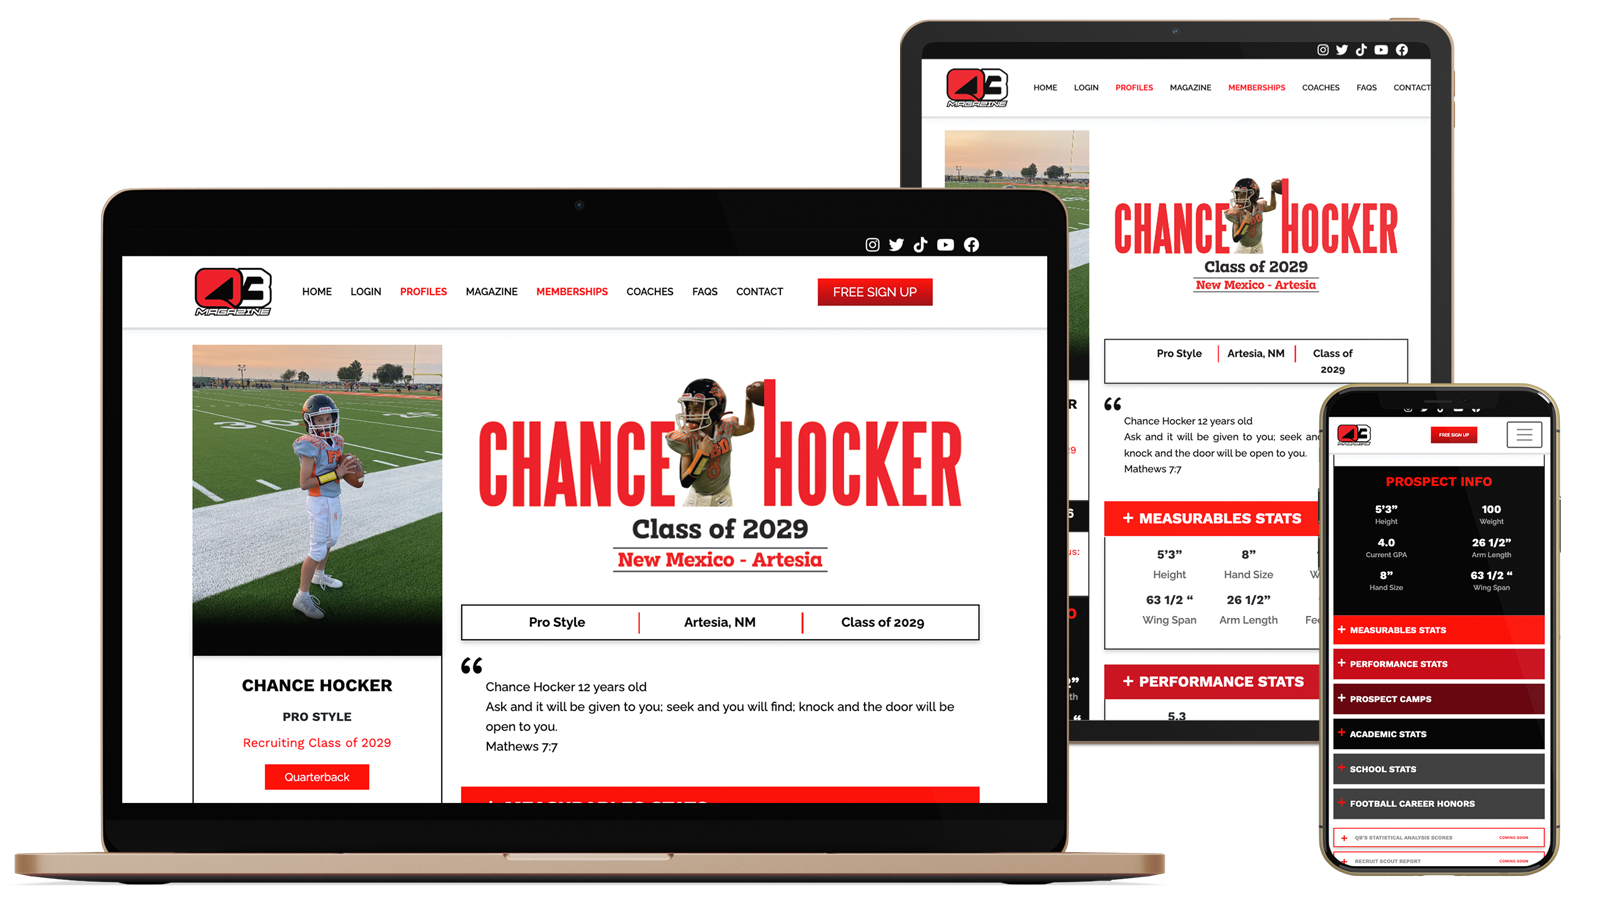 QB
MAGAZINE
HOME LOGIN PROFILES MAGAZINE MEMBERSHIPS COACHES FAQS CONTACT
FREE SIGN UP
CHANCE HOCKER
Class of 2029
New Mexico - Artesia
Pro Style
Artesia, NM
Class of 2029
“
Chance Hocker 12 years old
Ask and it will be given to you; seek and you will find; knock and the door will be
open to you.
Mathews 7:7
CHANCE HOCKER
PRO STYLE
Recruiting Class of 2029
Quarterback
+ MEASURABLES STATS
QB
MAGAZINE
HOME LOGIN PROFILES MAGAZINE MEMBERSHIPS COACHES FAQS CONTACT
CHANCE HOCKER
Class of 2029
New Mexico - Artesia
Pro Style
Artesia, NM
Class of
2029
“
Chance Hocker 12 years old
Ask and it will be given to you; seek and
knock and the door will be open to you.
Mathews 7:7
+ MEASURABLES STATS
5’3” 8”
Height Hand Size
63 1/2 “ 26 1/2”
Wing Span Arm Length
+ PERFORMANCE STATS
5.3
QB
FREE SIGN UP
PROSPECT INFO
5’3” 100
Height Weight
4.0 26 1/2”
Current GPA Arm Length
8” 63 1/2 “
Hand Size Wing Span
+ MEASURABLES STATS
+ PERFORMANCE STATS
+ PROSPECT CAMPS
+ ACADEMIC STATS
+ SCHOOL STATS
+ FOOTBALL CAREER HONORS
+ QB'S STATISTICAL ANALYSIS SCORES COMING SOON
+ RECRUIT SCOUT REPORT COMING SOON